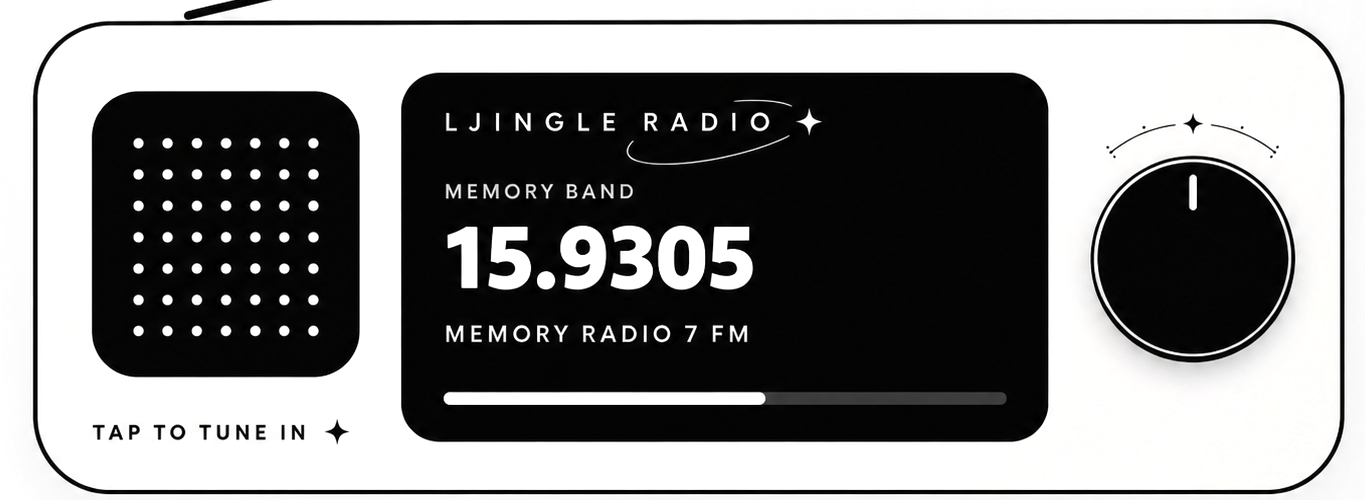 LJINGLE RADIO
MEMORY BAND
15.9305
MEMORY RADIO 7 FM
TAP TO TUNE IN